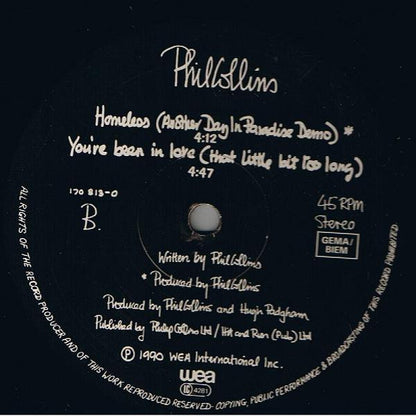 Phil Collins
Homeless (Another Day In Paradise Demo) *
4:12
You've been in love (that little bit too long)
4:47
170 813-0
B.
45 RPM
Stereo
GEMA/
BIEM
Written by Phil Collins
* Produced by Phil Collins
Produced by Phil Collins and Hugh Padgham
Published by Philip Collins Ltd / Hit and Run (Pub.) Ltd
℗ 1990 WEA International Inc.
wea
LC 4281
ALL RIGHTS OF THE RECORD PRODUCER AND OF THIS WORK REPRODUCED RESERVED - COPYING, PUBLIC PERFORMANCE & BROADCASTING OF THIS RECORD PROHIBITED.